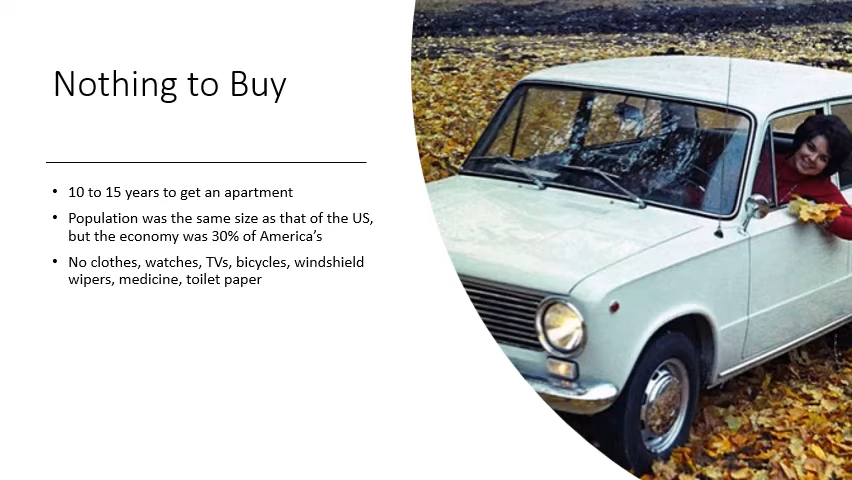 Nothing to Buy
• 10 to 15 years to get an apartment
• Population was the same size as that of the US,
but the economy was 30% of America’s
• No clothes, watches, TVs, bicycles, windshield
wipers, medicine, toilet paper